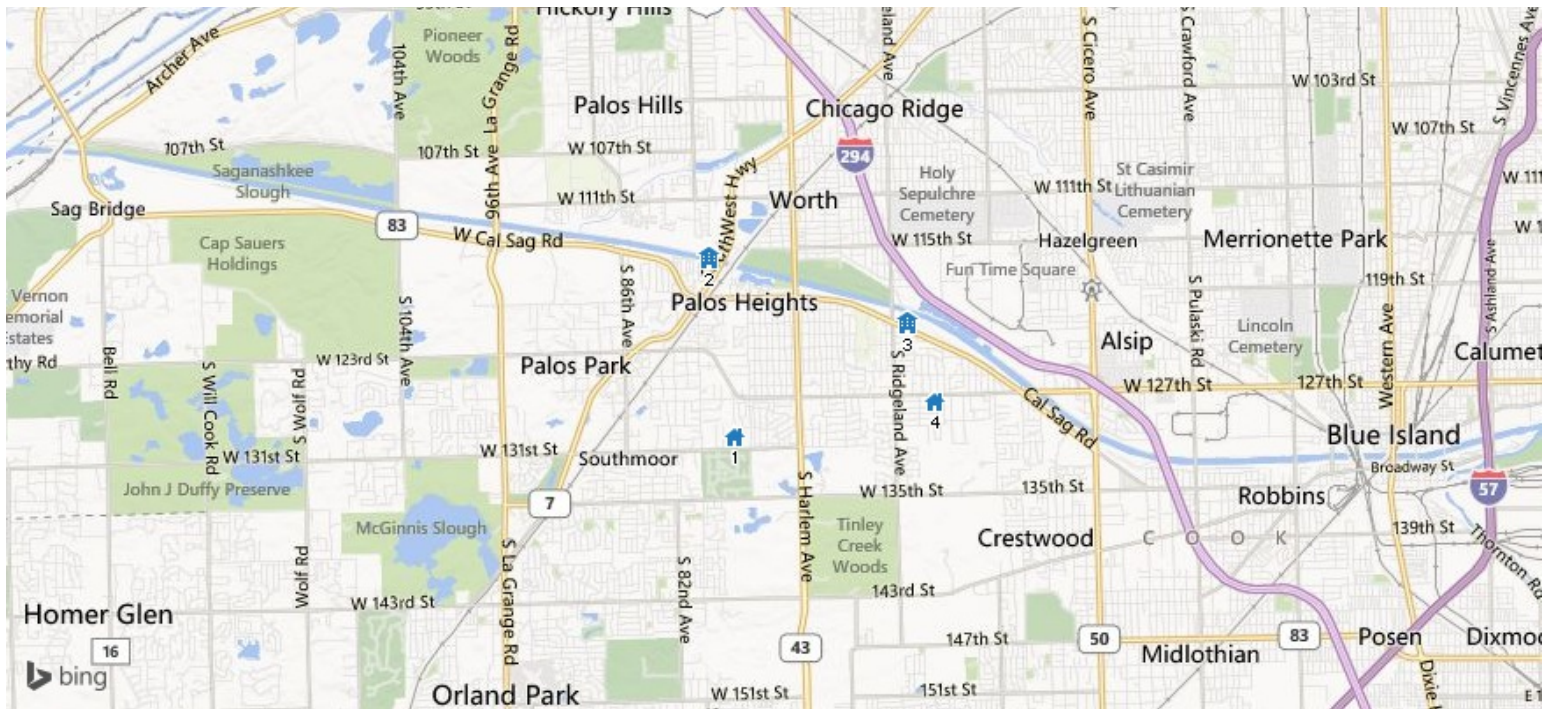 Hickory Hills
Pioneer
Woods
Archer Ave
104th Ave
96th Ave
La Grange Rd
Palos Hills
Chicago Ridge
S Cicero Ave
S Crawford Ave
W 103rd St
S Vincennes Ave
107th St
107th St
W 107th St
W 107th St
294
Saganashkee
Slough
W 111th St
Worth
Holy
Sepulchre
Cemetery
W 111th St
St Casimir
Lithuanian
Cemetery
Sag Bridge
83
W Cal Sag Rd
West Hwy
W 115th St
Hazelgreen
Merrionette Park
Cap Sauers
Holdings
S 86th Ave
2
Fun Time Square
119th St
S Ashland Ave
Vernon
Palos Heights
S 104th Ave
S Pulaski Rd
Lincoln
Cemetery
Western Ave
3
Alsip
W 123rd St
Palos Park
Bell Rd
S Will Cook Rd
S Wolf Rd
S Ridgeland Ave
4
W 127th St
127th St
Cal Sag Rd
Blue Island
1
W 131st St
W 131st St
Southmoor
Broadway St
John J Duffy Preserve
7
S Harlem Ave
W 135th St
135th St
Robbins
57
McGinnis Slough
Tinley
Creek
Woods
Crestwood
C O O K
139th St
Thornton Rd
Wolf Rd
S La Grange Rd
S 82nd Ave
143rd St
Homer Glen
W 143rd St
16
43
147th St
50
83
Posen
Midlothian
bing
Orland Park
W 151st St
151st St